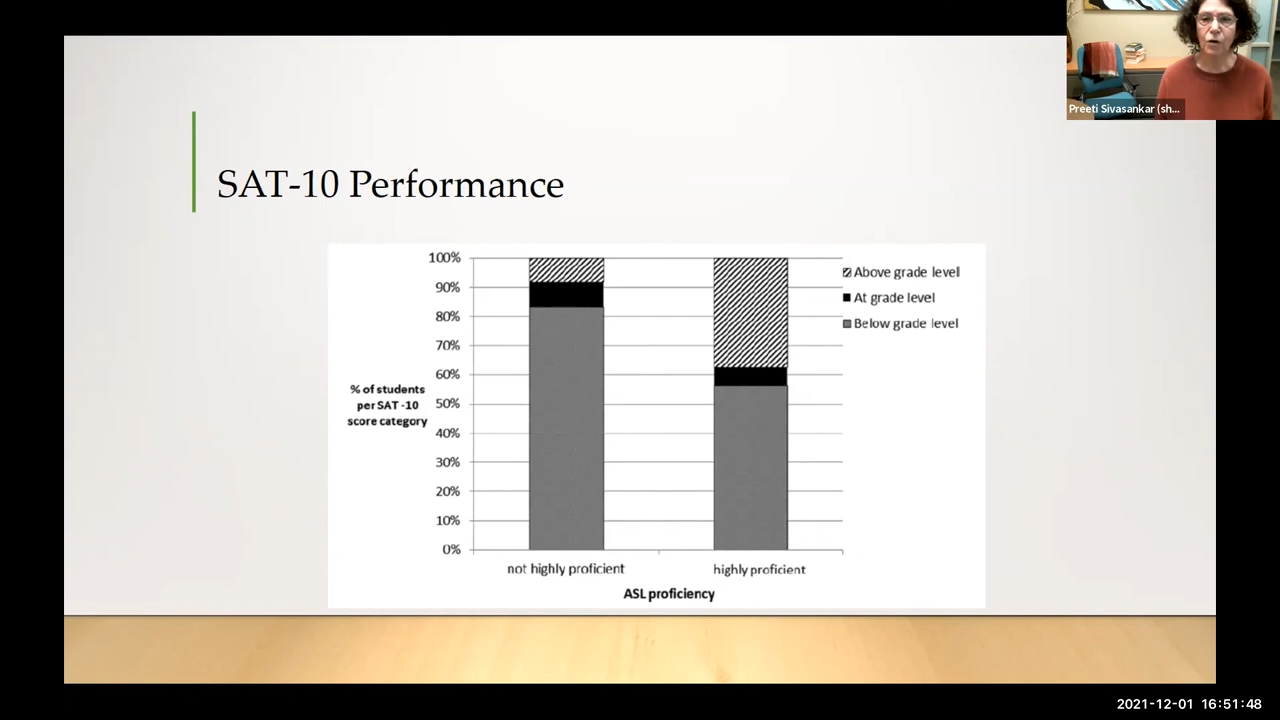 Preeti Sivasankar (sh...
SAT-10 Performance
100%
90%
80%
70%
60%
50%
40%
30%
20%
10%
0%
% of students
per SAT -10
score category
Above grade level
At grade level
Below grade level
not highly proficient
highly proficient
ASL proficiency
2021-12-01 16:51:48